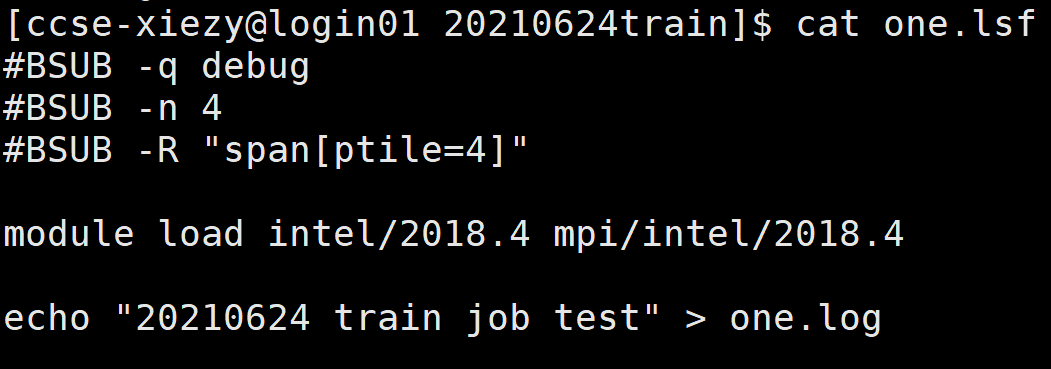 [ccse-xiezy@login01 20210624train]$ cat one.lsf
#BSUB -q debug
#BSUB -n 4
#BSUB -R "span[ptile=4]"
module load intel/2018.4 mpi/intel/2018.4
echo "20210624 train job test" > one.log